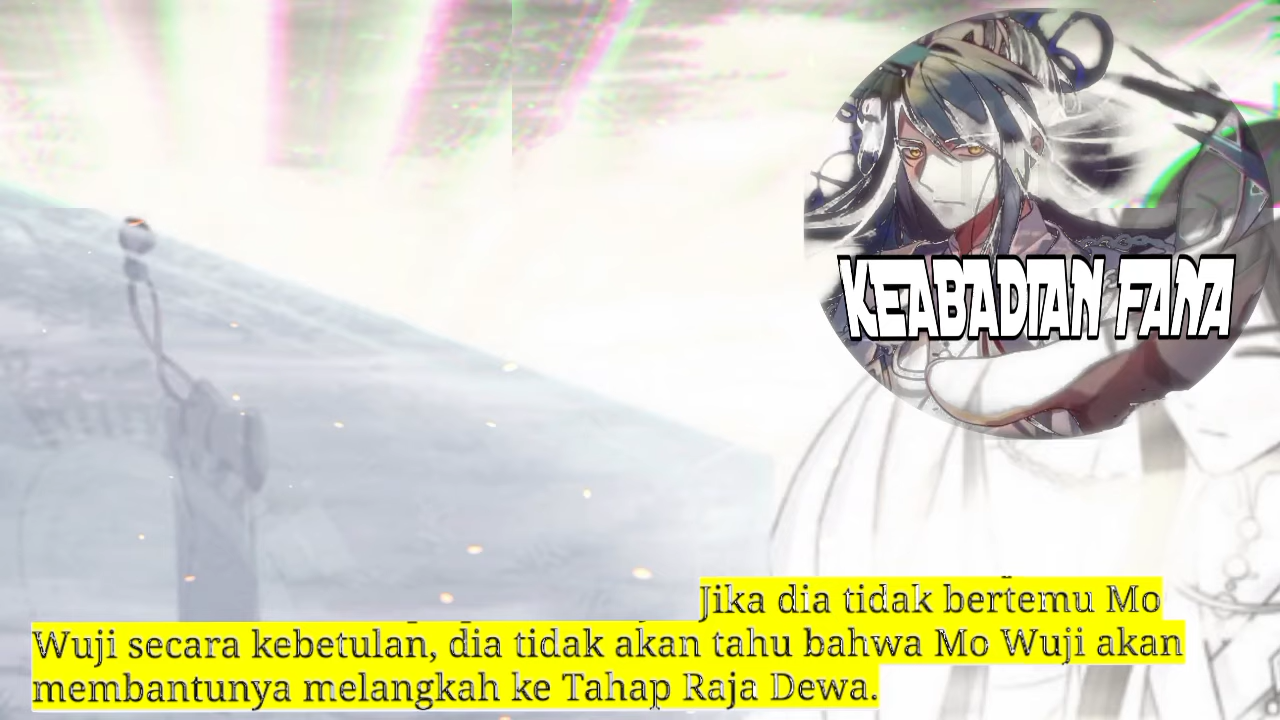 KEABADIAN FANA
Jika dia tidak bertemu Mo
Wuji secara kebetulan, dia tidak akan tahu bahwa Mo Wuji akan
membantunya melangkah ke Tahap Raja Dewa.